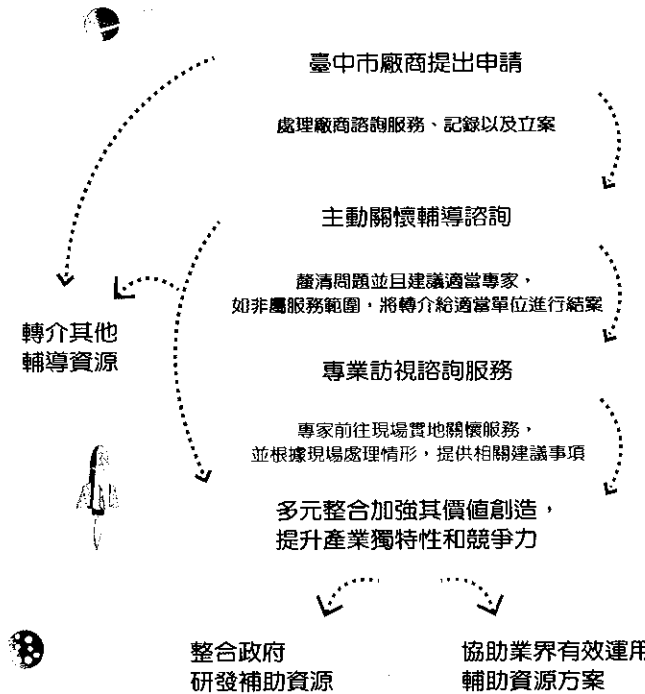 臺中市廠商提出申請
處理廠商諮詢服務、記錄以及立案
主動關懷輔導諮詢
釐清問題並且建議適當專家，
如非屬服務範圍，將轉介給適當單位進行結案
轉介其他
輔導資源
專業訪視諮詢服務
專家前往現場實地關懷服務，
並根據現場處理情形，提供相關建議事項
多元整合加強其價值創造，
提升產業獨特性和競爭力
整合政府
研發補助資源
協助業界有效運用
輔助資源方案